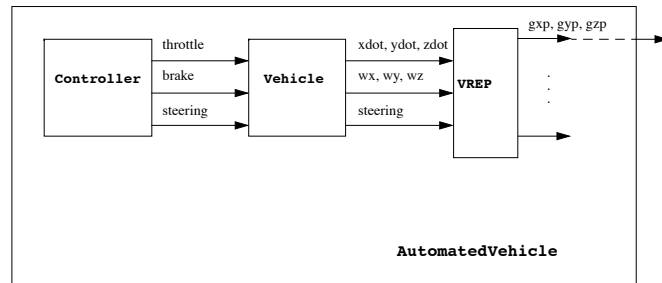 gxp, gyp, gzp
throttle
xdot, ydot, zdot
Controller
brake
Vehicle
wx, wy, wz
VREP
steering
steering
AutomatedVehicle